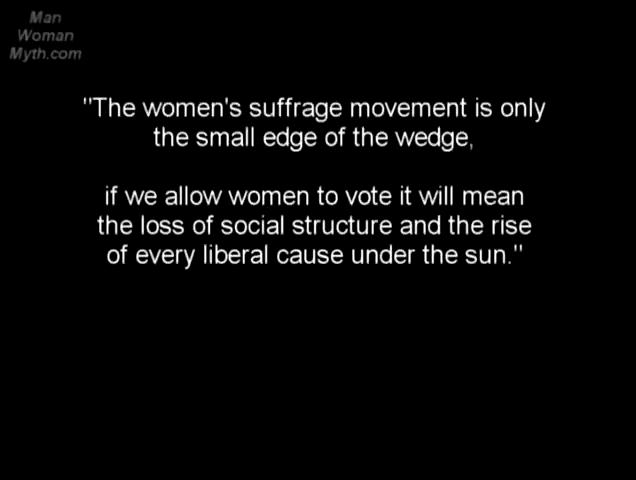 Man
Woman
Myth.com
"The women's suffrage movement is only
the small edge of the wedge,
if we allow women to vote it will mean
the loss of social structure and the rise
of every liberal cause under the sun."